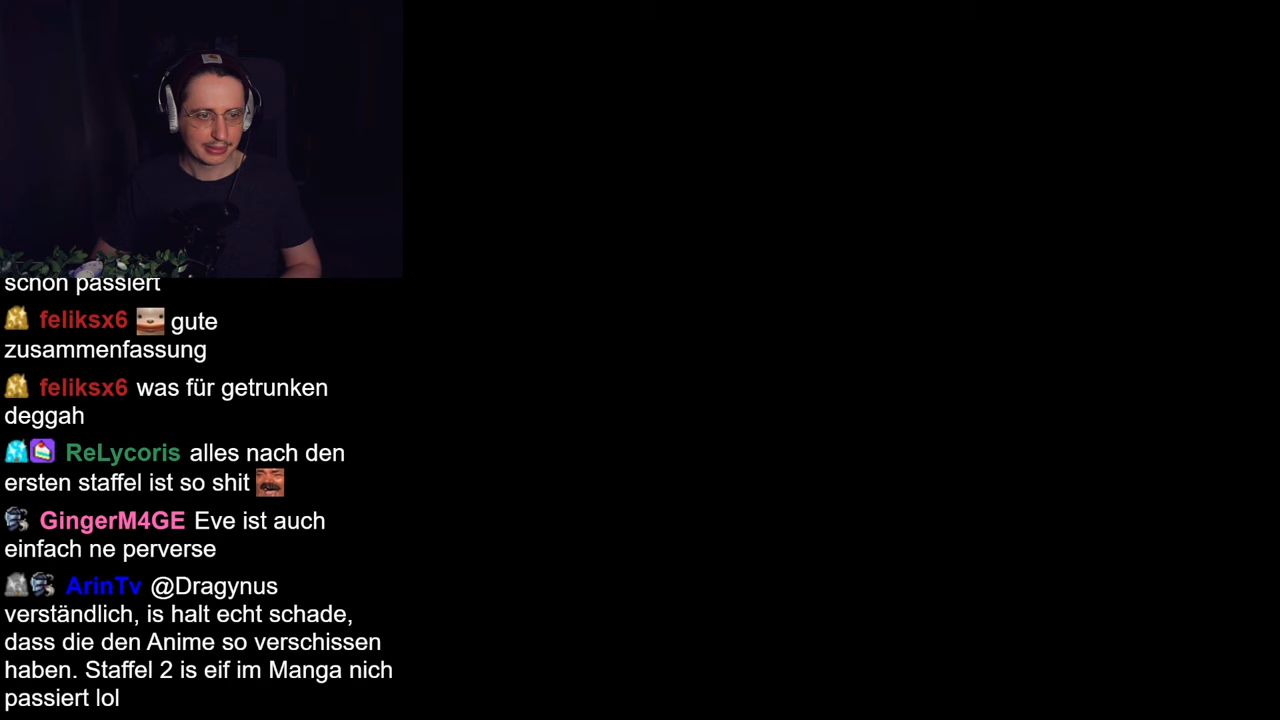 schon passiert
feliksx6 gute
zusammenfassung
feliksx6 was für getrunken
deggah
ReLycoris alles nach den
ersten staffel ist so shit
GingerM4GE Eve ist auch
einfach ne perverse
ArinTv @Dragynus
verständlich, is halt echt schade,
dass die den Anime so verschissen
haben. Staffel 2 is eif im Manga nich
passiert lol